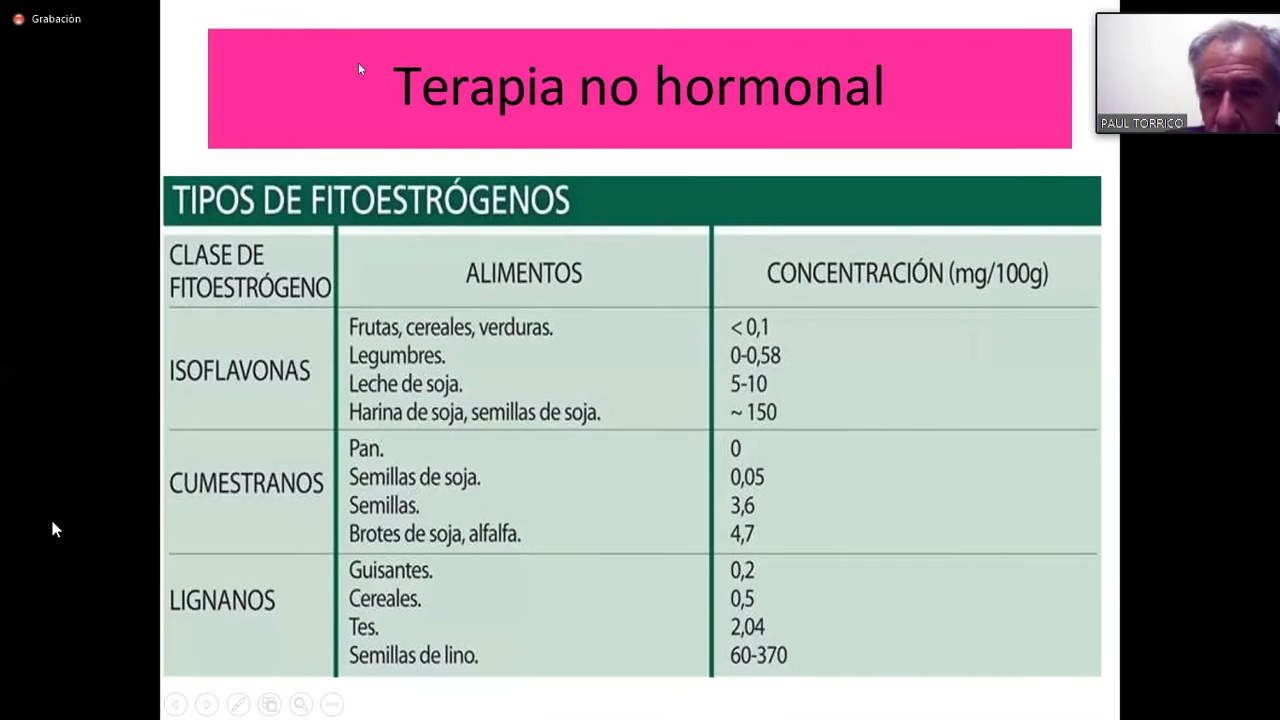 Grabación
Terapia no hormonal
PAUL TORRICO
TIPOS DE FITOESTRÓGENOS
CLASE DE
FITOESTRÓGENO
ALIMENTOS
CONCENTRACIÓN (mg/100g)
ISOFLAVONAS
Frutas, cereales, verduras. < 0,1
Legumbres. 0-0,58
Leche de soja. 5-10
Harina de soja, semillas de soja. ~ 150
CUMESTRANOS
Pan. 0
Semillas de soja. 0,05
Semillas. 3,6
Brotes de soja, alfalfa. 4,7
LIGNANOS
Guisantes. 0,2
Cereales. 0,5
Tes. 2,04
Semillas de lino. 60-370